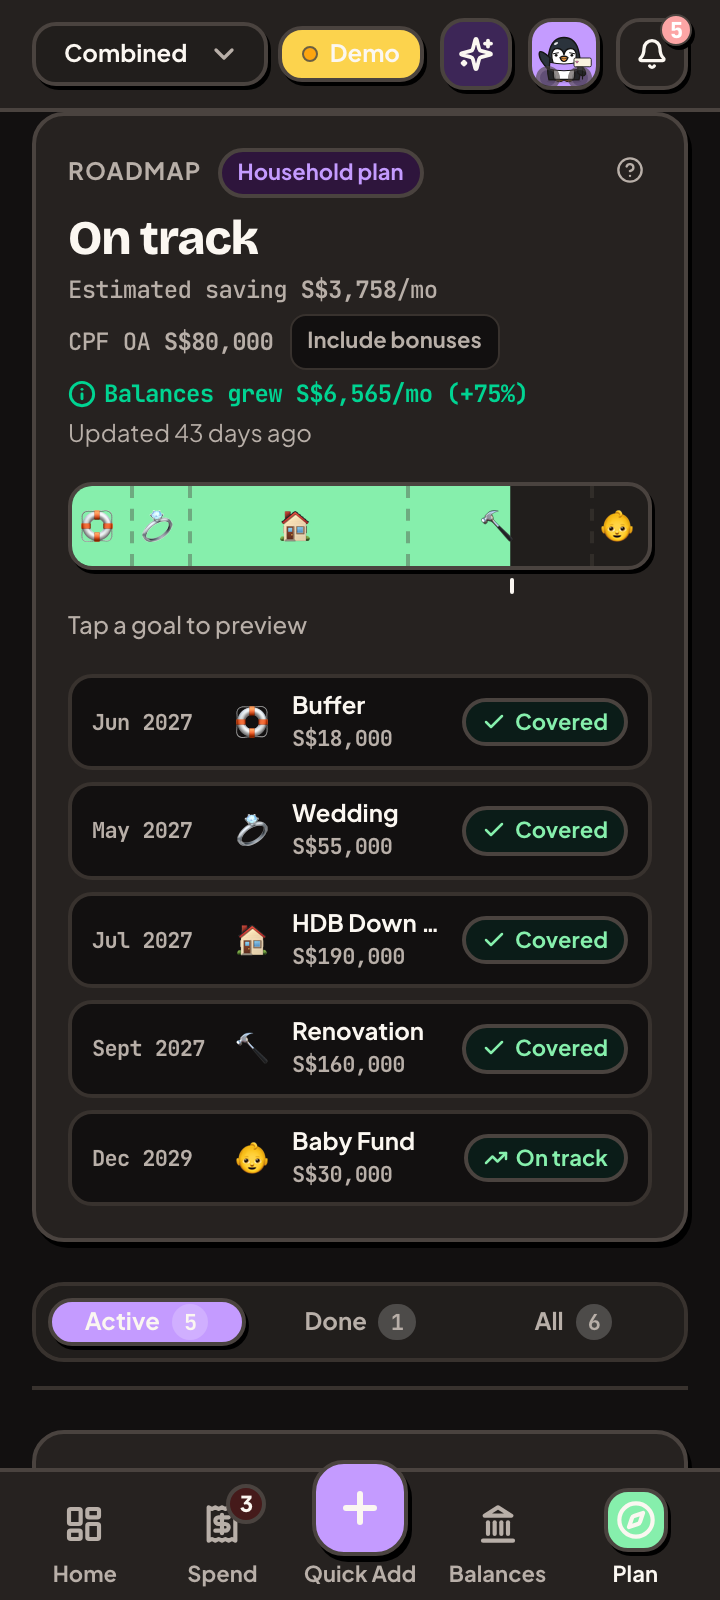 Combined
Demo
5
ROADMAP
Household plan
On track
Estimated saving S$3,758/mo
CPF OA S$80,000
Include bonuses
Balances grew S$6,565/mo (+75%)
Updated 43 days ago
Tap a goal to preview
Jun 2027
Buffer
S$18,000
Covered
May 2027
Wedding
S$55,000
Covered
Jul 2027
HDB Down ...
S$190,000
Covered
Sept 2027
Renovation
S$160,000
Covered
Dec 2029
Baby Fund
S$30,000
On track
Active 5
Done 1
All 6
Home
3
Spend
Quick Add
Balances
Plan